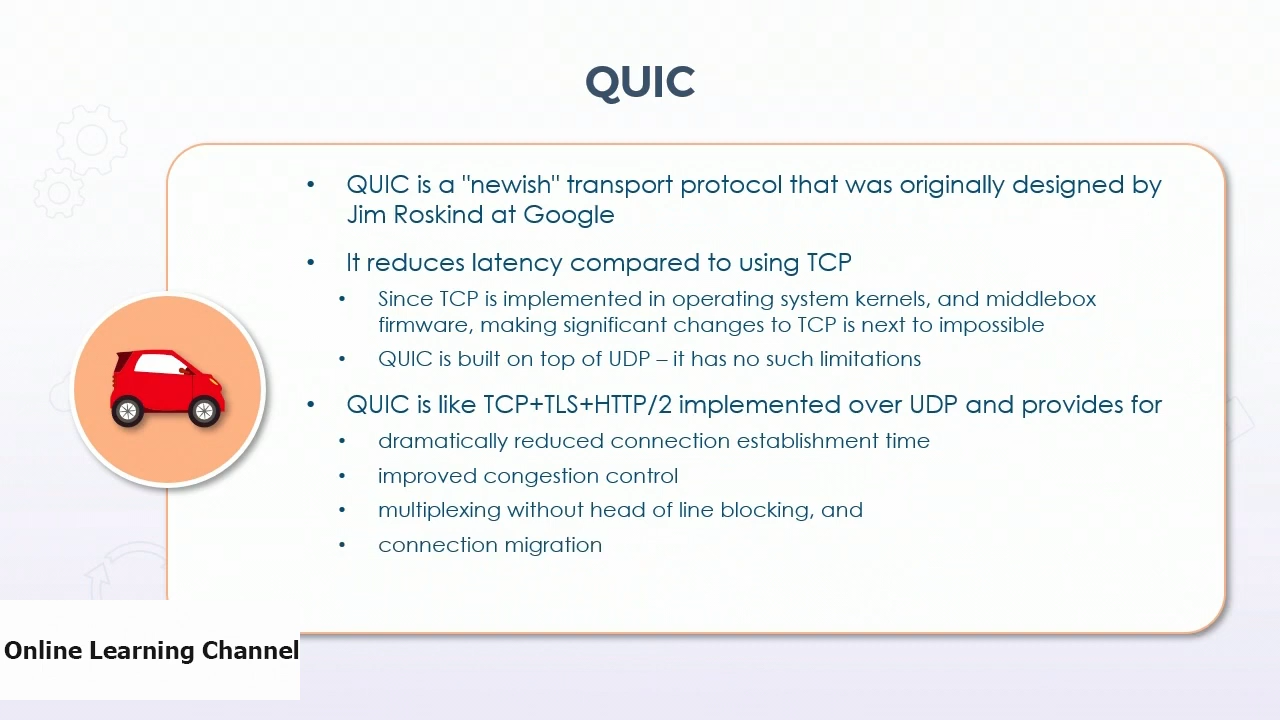 QUIC
• QUIC is a "newish" transport protocol that was originally designed by
Jim Roskind at Google
• It reduces latency compared to using TCP
• Since TCP is implemented in operating system kernels, and middlebox
firmware, making significant changes to TCP is next to impossible
• QUIC is built on top of UDP – it has no such limitations
• QUIC is like TCP+TLS+HTTP/2 implemented over UDP and provides for
• dramatically reduced connection establishment time
• improved congestion control
• multiplexing without head of line blocking, and
• connection migration
Online Learning Channel